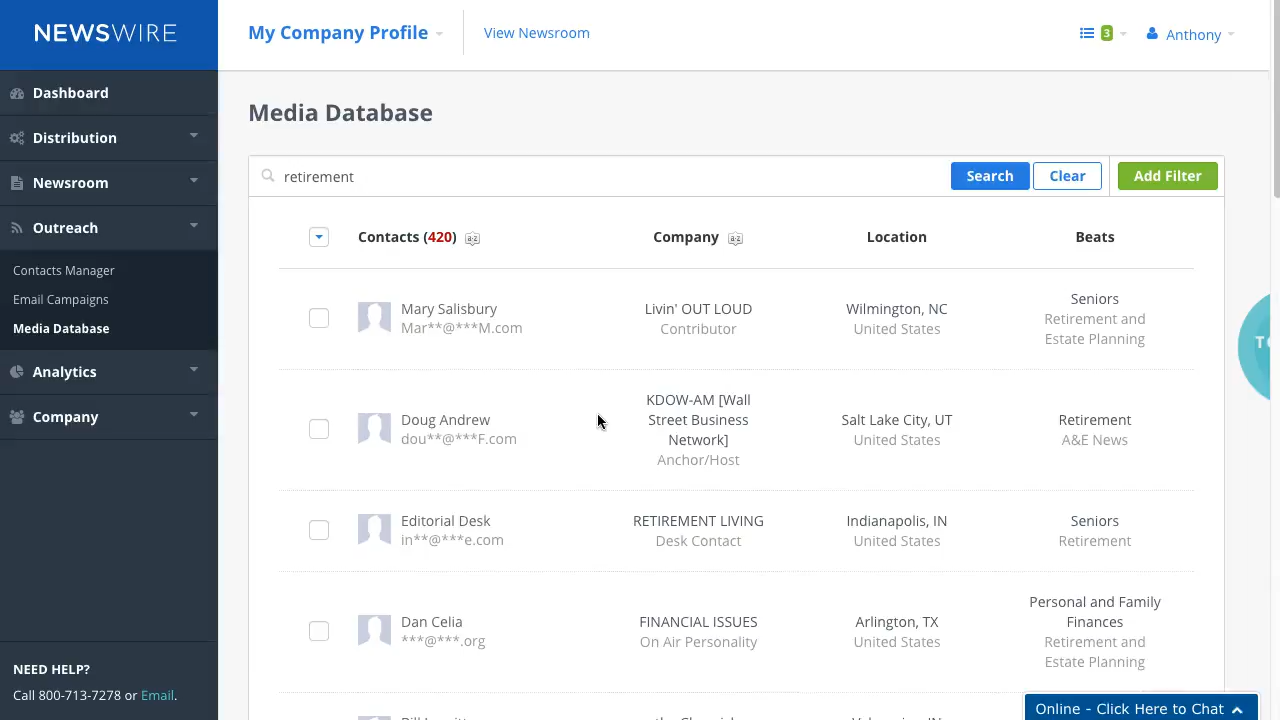 NEWSWIRE
My Company Profile
View Newsroom
3
Anthony
Dashboard
Distribution
Newsroom
Outreach
Contacts Manager
Email Campaigns
Media Database
Analytics
Company
NEED HELP?
Call 800-713-7278 or Email.
Media Database
retirement
Search
Clear
Add Filter
Contacts (420)
Company
Location
Beats
Mary Salisbury
Mar**@***M.com
Livin' OUT LOUD
Contributor
Wilmington, NC
United States
Seniors
Retirement and
Estate Planning
Doug Andrew
dou**@***F.com
KDOW-AM [Wall
Street Business
Network]
Anchor/Host
Salt Lake City, UT
United States
Retirement
A&E News
Editorial Desk
in**@***e.com
RETIREMENT LIVING
Desk Contact
Indianapolis, IN
United States
Seniors
Retirement
Dan Celia
***@***.org
FINANCIAL ISSUES
On Air Personality
Arlington, TX
United States
Personal and Family
Finances
Retirement and
Estate Planning
Online - Click Here to Chat